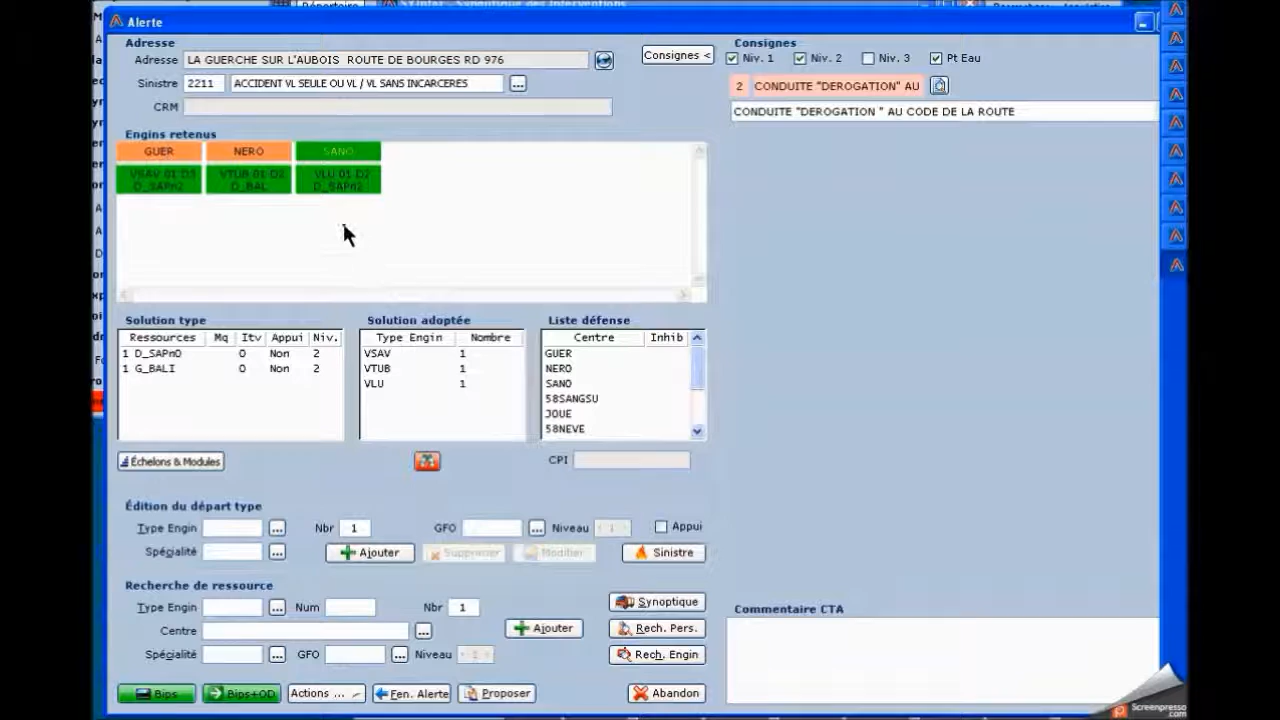 Alerte
Adresse
Adresse LA GUERCHE SUR L'AUBOIS ROUTE DE BOURGES RD 976
Consignes <
Sinistre 2211 ACCIDENT VL SEULE OU VL / VL SANS INCARCERES ...
CRM
Consignes
Niv. 1 Niv. 2 Niv. 3 Pt Eau
2 CONDUITE "DEROGATION" AU
CONDUITE "DEROGATION " AU CODE DE LA ROUTE
Engins retenus
GUER NERO SANO
VSAV 01 D3 VTUB 01 D2 VLU 01 D2
D_SAPn2 D_BAL D_SAPn2
Solution type
Ressources Mq Itv Appui Niv.
1 D_SAPnO 0 Non 2
1 G_BALI 0 Non 2
Solution adoptée
Type Engin Nombre
VSAV 1
VTUB 1
VLU 1
Liste défense
Centre Inhib
GUER
NERO
SANO
58SANGSU
JOUE
58NEVE
Échelons & Modules
CPI
Édition du départ type
Type Engin ... Nbr 1 GFO ... Niveau 1 Appui
Spécialité ... Ajouter Supprimer Modifier Sinistre
Recherche de ressource
Type Engin ... Num Nbr 1 Synoptique
Centre ... Ajouter Rech. Pers.
Spécialité ... GFO ... Niveau 1 Rech. Engin
Bips Bips+OD Actions ... Fen. Alerte Proposer Abandon
Commentaire CTA
Screenpresso
.com